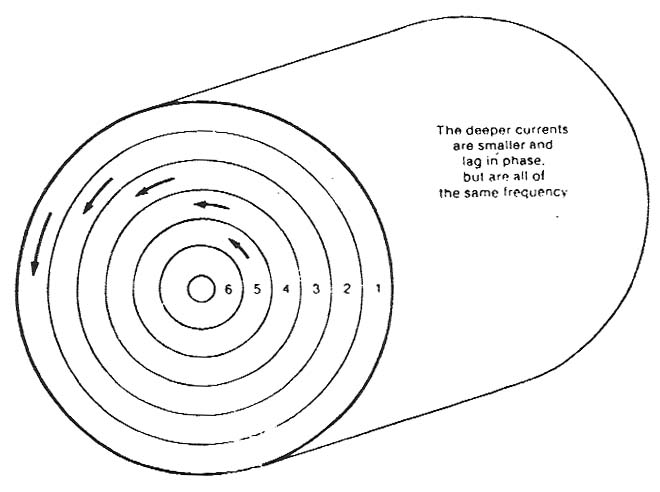 The deeper currents
are smaller and
lag in phase,
but are all of
the same frequency
6 5 4 3 2 1